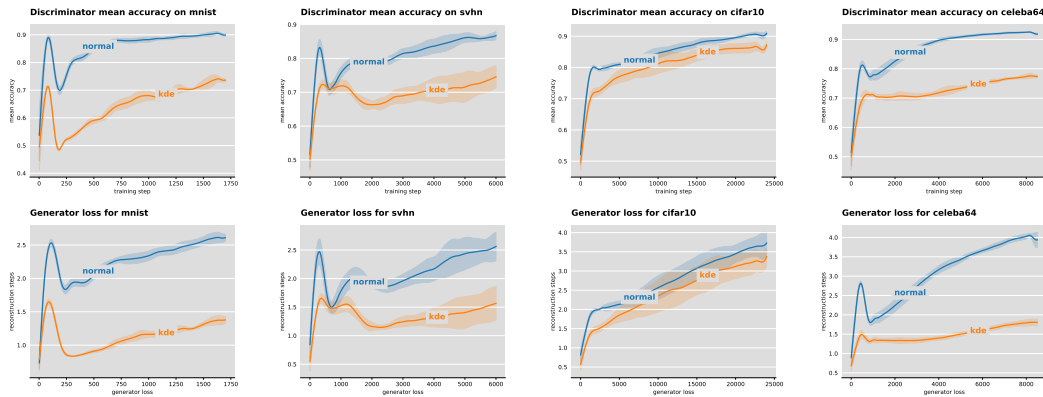 Discriminator mean accuracy on mnist
mean accuracy
0.9
0.8
0.7
0.6
0.5
0.4
normal
kde
0 250 500 750 1000 1250 1500 1750
training step
Discriminator mean accuracy on svhn
mean accuracy
0.9
0.8
0.7
0.6
0.5
normal
kde
0 1000 2000 3000 4000 5000 6000
training step
Discriminator mean accuracy on cifar10
mean accuracy
0.9
0.8
0.7
0.6
0.5
normal
kde
0 5000 10000 15000 20000 25000
training step
Discriminator mean accuracy on celeba64
mean accuracy
0.9
0.8
0.7
0.6
0.5
normal
kde
0 2000 4000 6000 8000
training step
Generator loss for mnist
reconstruction steps
2.5
2.0
1.5
1.0
normal
kde
0 250 500 750 1000 1250 1500 1750
generator loss
Generator loss for svhn
reconstruction steps
2.5
2.0
1.5
1.0
0.5
normal
kde
0 1000 2000 3000 4000 5000 6000
generator loss
Generator loss for cifar10
reconstruction steps
4.0
3.5
3.0
2.5
2.0
1.5
1.0
0.5
normal
kde
0 5000 10000 15000 20000 25000
generator loss
Generator loss for celeba64
reconstruction steps
4.0
3.5
3.0
2.5
2.0
1.5
1.0
0.5
normal
kde
0 2000 4000 6000 8000
generator loss